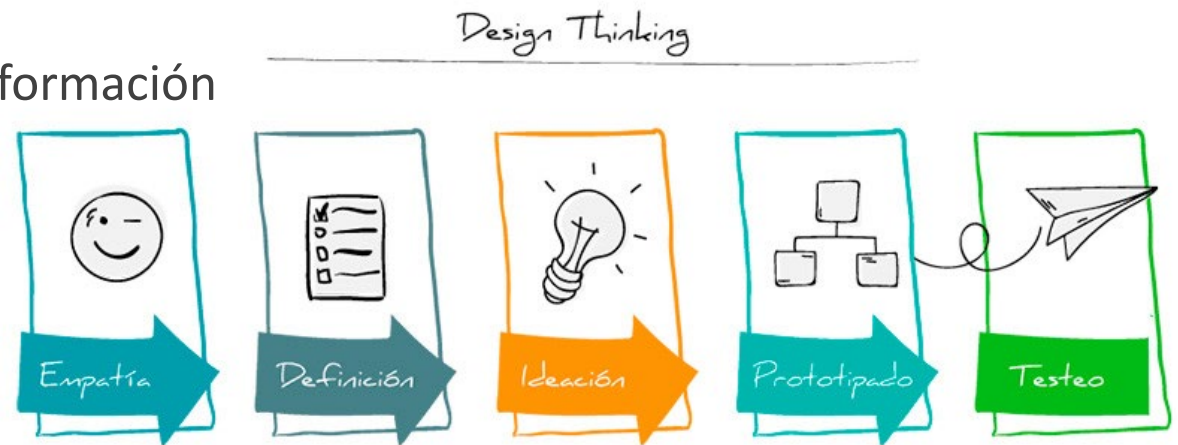 Design Thinking
formación
Empatía
Definición
Ideación
Prototipado
Testeo